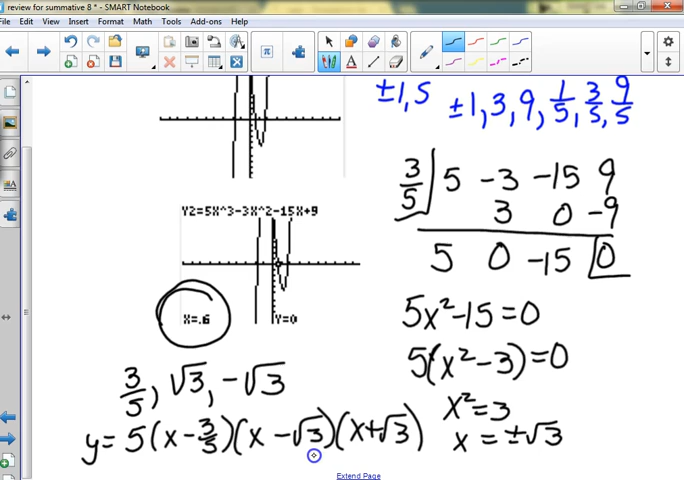 review for summative 8 * - SMART Notebook
File Edit View Insert Format Math Tools Add-ons Help
±1, 5
±1, 3, 9, 1/5, 3/5, 9/5
Y2=5X^3-3X^2-15X+9
X=.6 Y=0
3/5 | 5 -3 -15 9
3 0 -9
5 0 -15 0
5x²-15=0
5(x²-3)=0
x²=3
x=±√3
3/5, √3, -√3
y= 5(x-3/5)(x-√3)(x+√3)
Extend Page